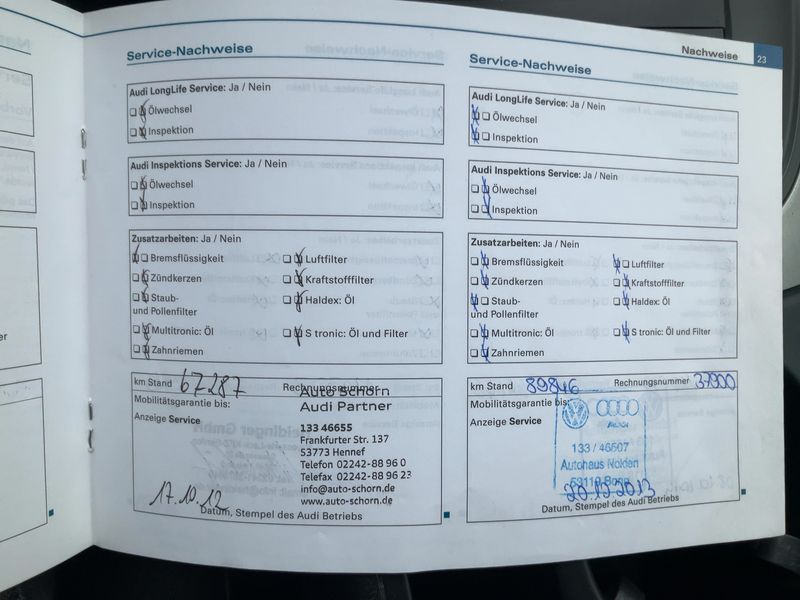 Nachweise
23
Service-Nachweise
Audi LongLife Service: Ja / Nein
Ölwechsel
Inspektion
Audi Inspektions Service: Ja / Nein
Ölwechsel
Inspektion
Zusatzarbeiten: Ja / Nein
Bremsflüssigkeit
Luftfilter
Zündkerzen
Kraftstofffilter
Staub-
und Pollenfilter
Haldex: Öl
Multitronic: Öl
S tronic: Öl und Filter
Zahnriemen
km Stand 67287 Rechnungsnummer
Mobilitätsgarantie bis:
Anzeige Service
Auto Schorn
Audi Partner
133 46655
Frankfurter Str. 137
53773 Hennef
Telefon 02242-88 96 0
Telefax 02242-88 96 23
info@auto-schorn.de
www.auto-schorn.de
17.10.12
Datum, Stempel des Audi Betriebs
Service-Nachweise
Audi LongLife Service: Ja / Nein
Ölwechsel
Inspektion
Audi Inspektions Service: Ja / Nein
Ölwechsel
Inspektion
Zusatzarbeiten: Ja / Nein
Bremsflüssigkeit
Luftfilter
Zündkerzen
Kraftstofffilter
Staub-
und Pollenfilter
Haldex: Öl
Multitronic: Öl
S tronic: Öl und Filter
Zahnriemen
km Stand 89846 Rechnungsnummer 37900
Mobilitätsgarantie bis:
Anzeige Service
Audi
133 / 46607
Autohaus Nolden
Bonn
2013
Datum, Stempel des Audi Betriebs